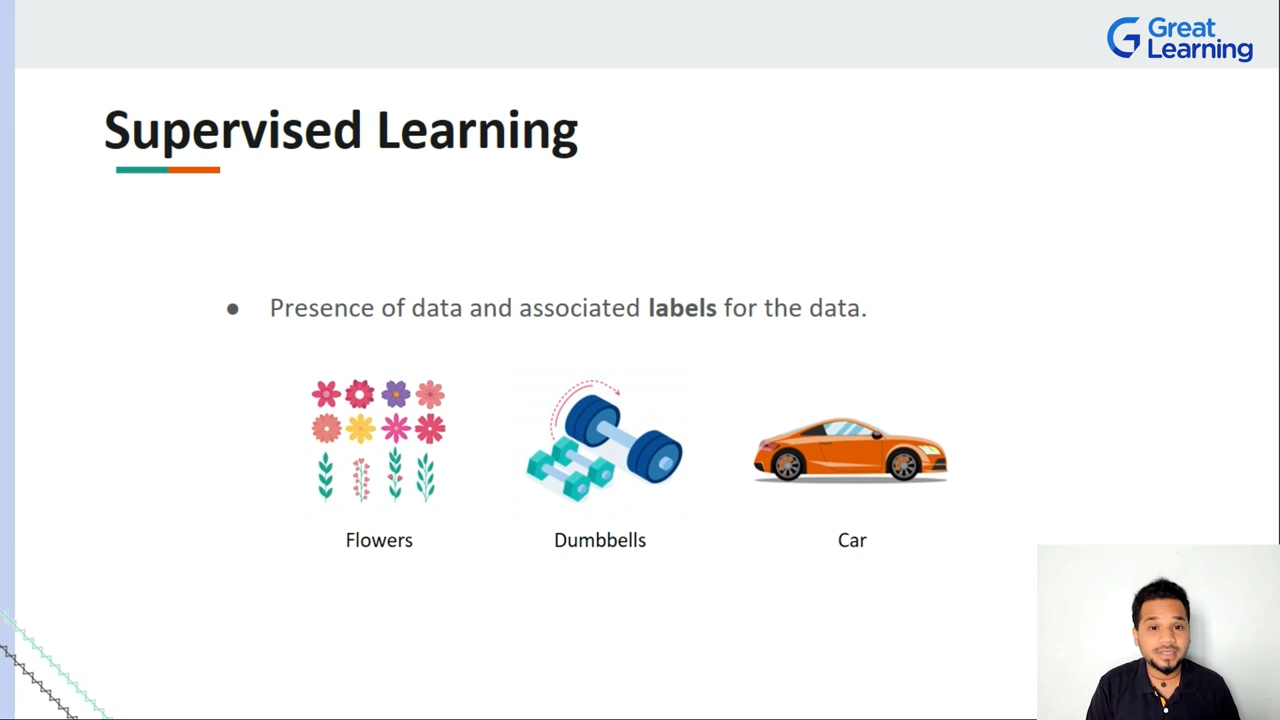 Great
Learning
Supervised Learning
● Presence of data and associated labels for the data.
Flowers
Dumbbells
Car